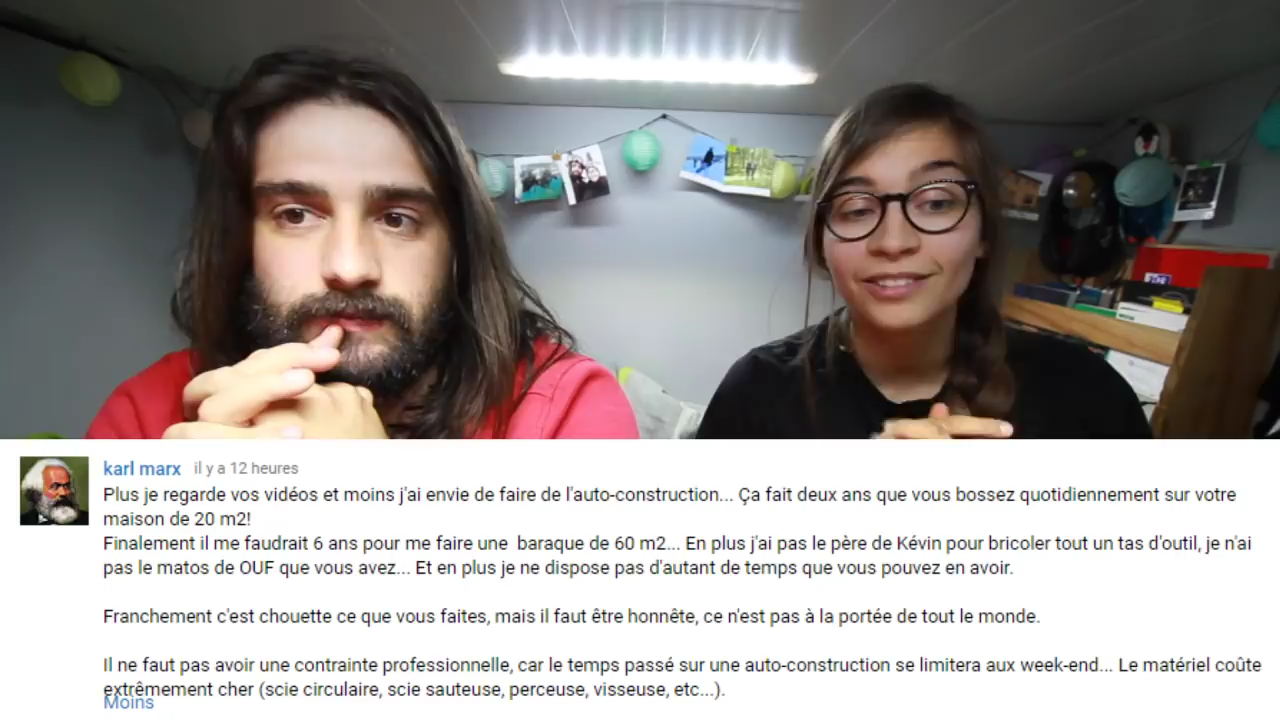 karl marx il y a 12 heures
Plus je regarde vos vidéos et moins j'ai envie de faire de l'auto-construction... Ça fait deux ans que vous bossez quotidiennement sur votre
maison de 20 m2!
Finalement il me faudrait 6 ans pour me faire une baraque de 60 m2... En plus j'ai pas le père de Kévin pour bricoler tout un tas d'outil, je n'ai
pas le matos de OUF que vous avez... Et en plus je ne dispose pas d'autant de temps que vous pouvez en avoir.
Franchement c'est chouette ce que vous faites, mais il faut être honnête, ce n'est pas à la portée de tout le monde.
Il ne faut pas avoir une contrainte professionnelle, car le temps passé sur une auto-construction se limitera aux week-end... Le matériel coûte
extrêmement cher (scie circulaire, scie sauteuse, perceuse, visseuse, etc...).
Moins